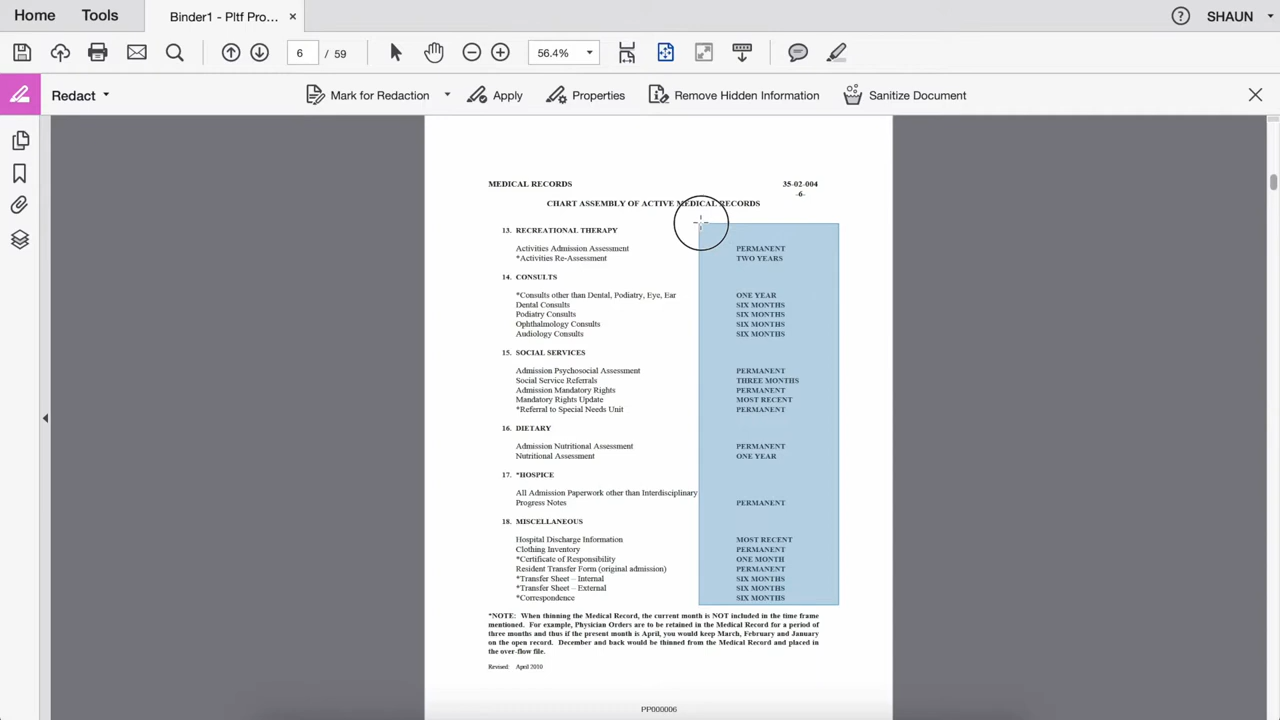 Home Tools Binder1 - Pltf Pro... × SHAUN
6 / 59 56.4%
Redact Mark for Redaction Apply Properties Remove Hidden Information Sanitize Document
MEDICAL RECORDS 35-02-004
-6-
CHART ASSEMBLY OF ACTIVE MEDICAL RECORDS
13. RECREATIONAL THERAPY
Activities Admission Assessment PERMANENT
*Activities Re-Assessment TWO YEARS
14. CONSULTS
*Consults other than Dental, Podiatry, Eye, Ear ONE YEAR
Dental Consults SIX MONTHS
Podiatry Consults SIX MONTHS
Ophthalmology Consults SIX MONTHS
Audiology Consults SIX MONTHS
15. SOCIAL SERVICES
Admission Psychosocial Assessment PERMANENT
Social Service Referrals THREE MONTHS
Admission Mandatory Rights PERMANENT
Mandatory Rights Update MOST RECENT
*Referral to Special Needs Unit PERMANENT
16. DIETARY
Admission Nutritional Assessment PERMANENT
Nutritional Assessment ONE YEAR
17. *HOSPICE
All Admission Paperwork other than Interdisciplinary
Progress Notes PERMANENT
18. MISCELLANEOUS
Hospital Discharge Information MOST RECENT
Clothing Inventory PERMANENT
*Certificate of Responsibility ONE MONTH
Resident Transfer Form (original admission) PERMANENT
*Transfer Sheet – Internal SIX MONTHS
*Transfer Sheet – External SIX MONTHS
*Correspondence SIX MONTHS
*NOTE: When thinning the Medical Record, the current month is NOT included in the time frame
mentioned. For example, Physician Orders are to be retained in the Medical Record for a period of
three months and thus if the present month is April, you would keep March, February and January
on the open record. December and back would be thinned from the Medical Record and placed in
the over-flow file.
Revised April 2010
PP000006